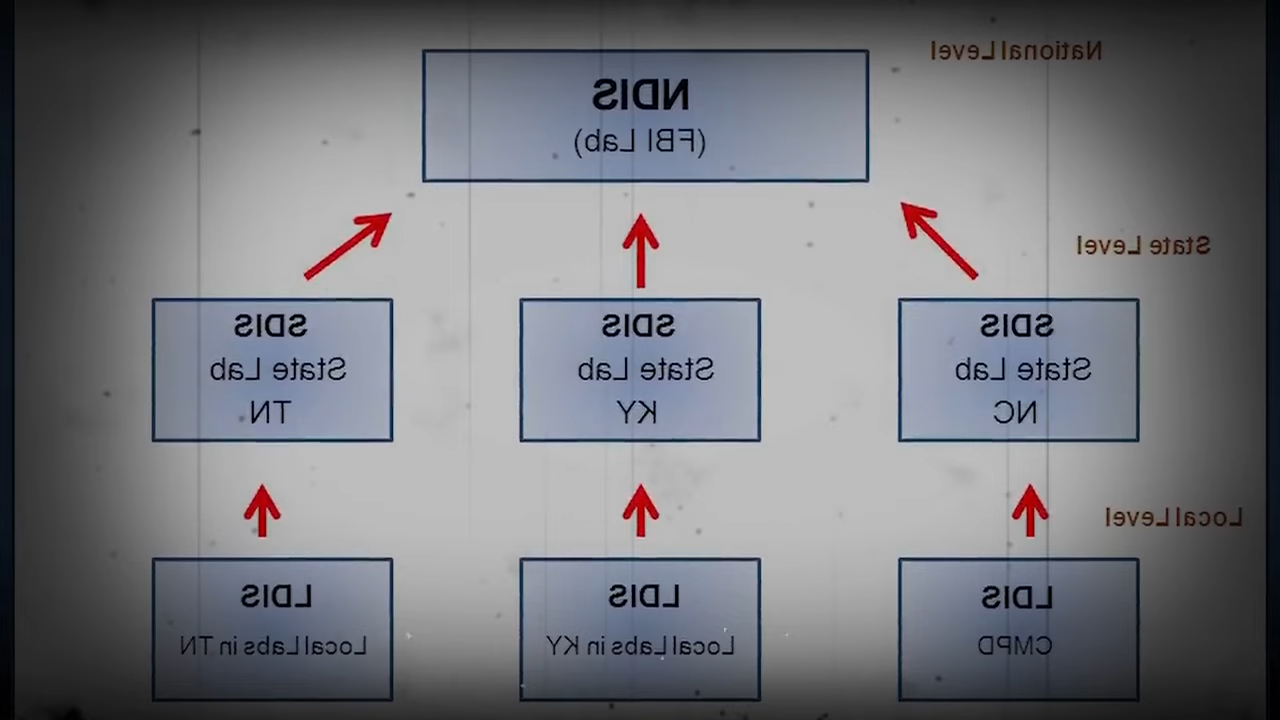 National Level
NDIS
(FBI Lab)
State Level
SDIS
State Lab
TN
SDIS
State Lab
KY
SDIS
State Lab
NC
Local Level
LDIS
Local Labs in TN
LDIS
Local Labs in KY
LDIS
CMPD